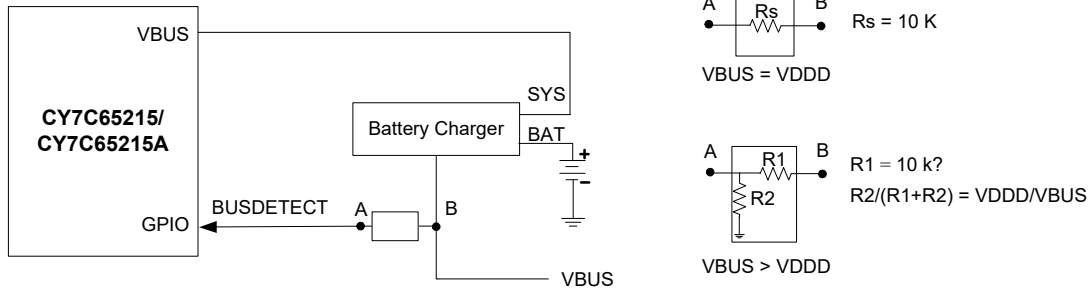 VBUS
CY7C65215/
CY7C65215A
SYS
Battery Charger
BAT
+
-
BUSDETECT
A
B
GPIO
VBUS
A
B
Rs
Rs = 10 K
VBUS = VDDD
A
R1
B
R1 = 10 k?
R2
R2/(R1+R2) = VDDD/VBUS
VBUS > VDDD